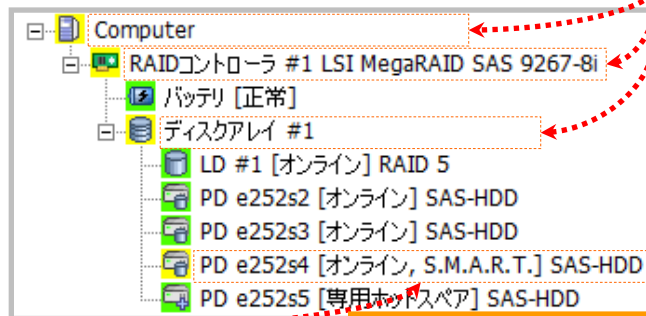 Computer
RAIDコントローラ #1 LSI MegaRAID SAS 9267-8i
バッテリ [正常]
ディスクアレイ #1
LD #1 [オンライン] RAID 5
PD e252s2 [オンライン] SAS-HDD
PD e252s3 [オンライン] SAS-HDD
PD e252s4 [オンライン, S.M.A.R.T.] SAS-HDD
PD e252s5 [専用ホットスペア] SAS-HDD